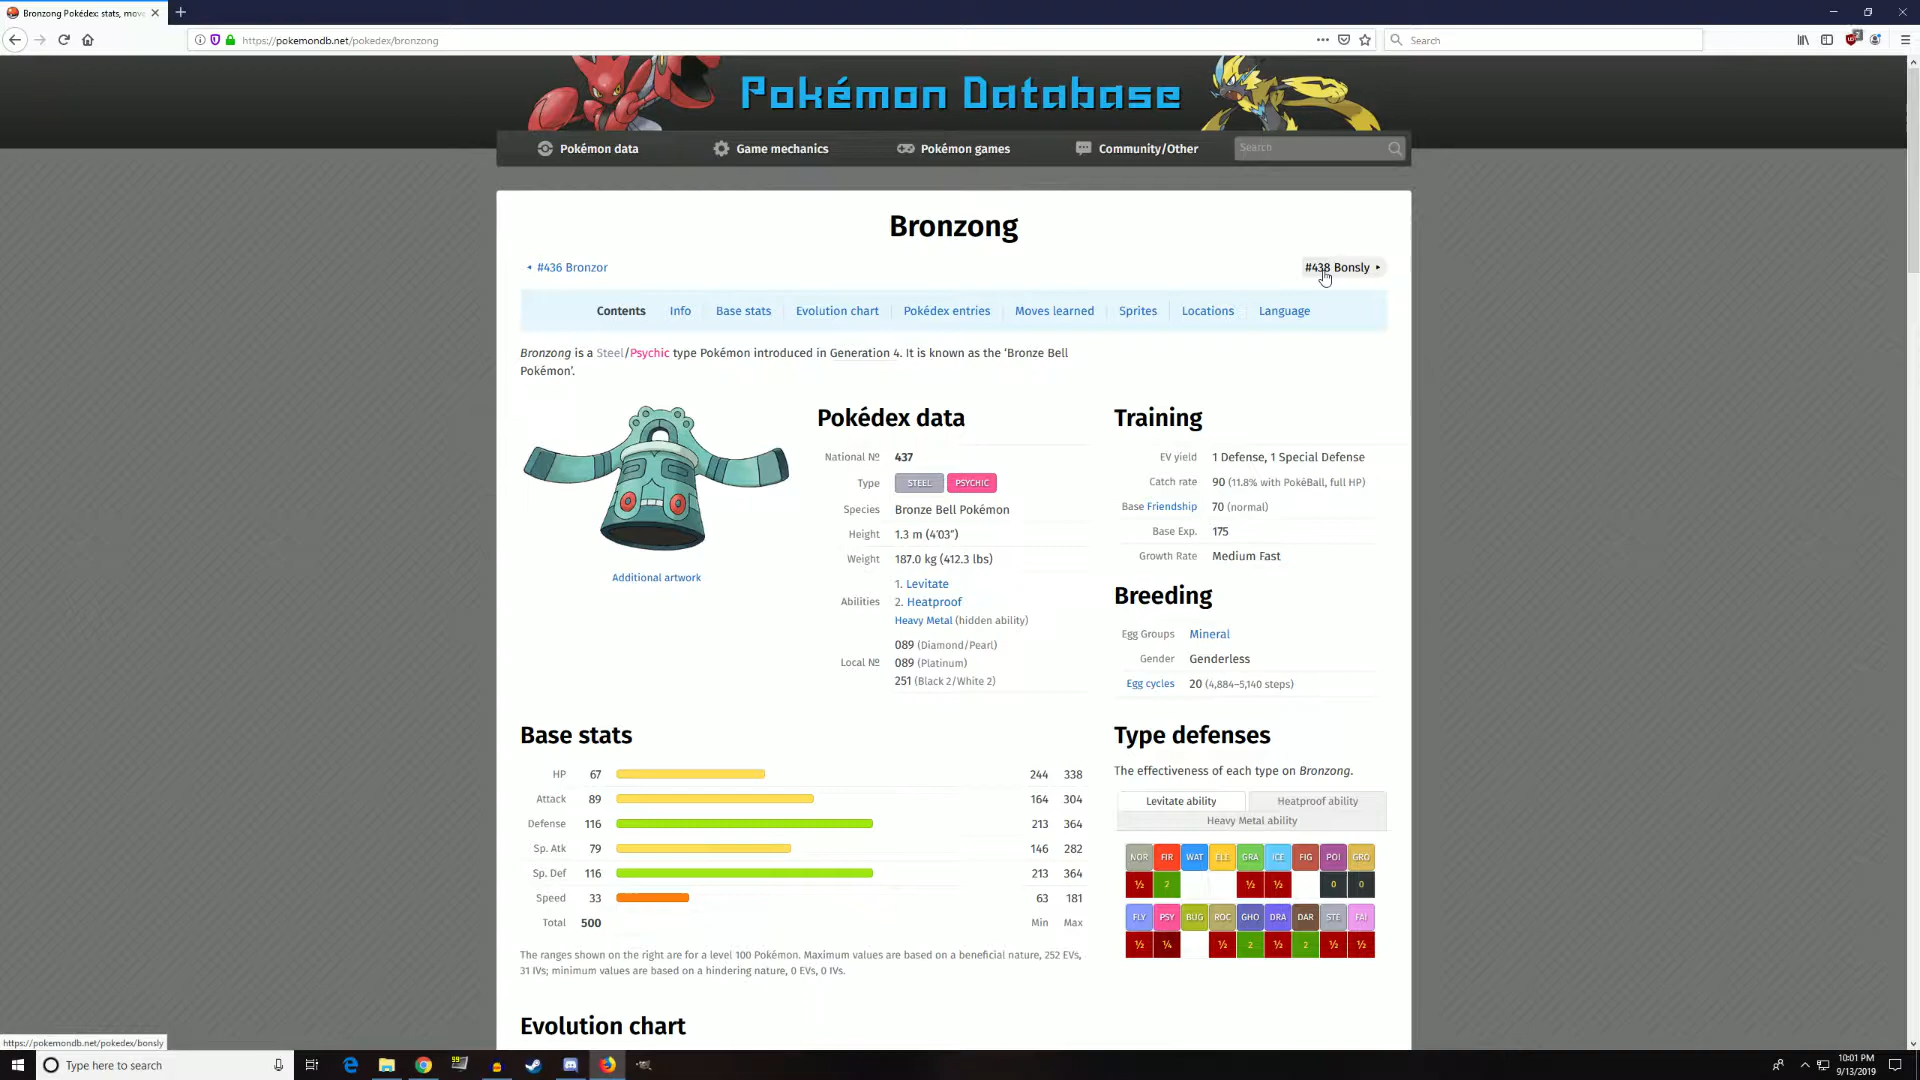 Bronzong Pokédex: stats, mov
https://pokemondb.net/pokedex/bronzong
Search
Pokémon Database
Pokémon data
Game mechanics
Pokémon games
Community/Other
Search
Bronzong
#436 Bronzor
#438 Bonsly
Contents Info Base stats Evolution chart Pokédex entries Moves learned Sprites Locations Language
Bronzong is a Steel/Psychic type Pokémon introduced in Generation 4. It is known as the ‘Bronze Bell
Pokémon’.
Additional artwork
Pokédex data
National № 437
Type STEEL PSYCHIC
Species Bronze Bell Pokémon
Height 1.3 m (4′03″)
Weight 187.0 kg (412.3 lbs)
Abilities
1. Levitate
2. Heatproof
Heavy Metal (hidden ability)
Local №
089 (Diamond/Pearl)
089 (Platinum)
251 (Black 2/White 2)
Training
EV yield 1 Defense, 1 Special Defense
Catch rate 90 (11.8% with PokéBall, full HP)
Base Friendship 70 (normal)
Base Exp. 175
Growth Rate Medium Fast
Breeding
Egg Groups Mineral
Gender Genderless
Egg cycles 20 (4,884–5,140 steps)
Base stats
HP 67 244 338
Attack 89 164 304
Defense 116 213 364
Sp. Atk 79 146 282
Sp. Def 116 213 364
Speed 33 63 181
Total 500 Min Max
The ranges shown on the right are for a level 100 Pokémon. Maximum values are based on a beneficial nature, 252 EVs,
31 IVs; minimum values are based on a hindering nature, 0 EVs, 0 IVs.
Type defenses
The effectiveness of each type on Bronzong.
Levitate ability Heatproof ability
Heavy Metal ability
NOR FIR WAT ELE GRA ICE FIG POI GRO
½ 2 ½ ½ 0 0
FLY PSY BUG ROC GHO DRA DAR STE FAI
½ ¼ ½ 2 ½ 2 ½ ½
Evolution chart
https://pokemondb.net/pokedex/bonsly
Type here to search
10:01 PM
9/13/2019